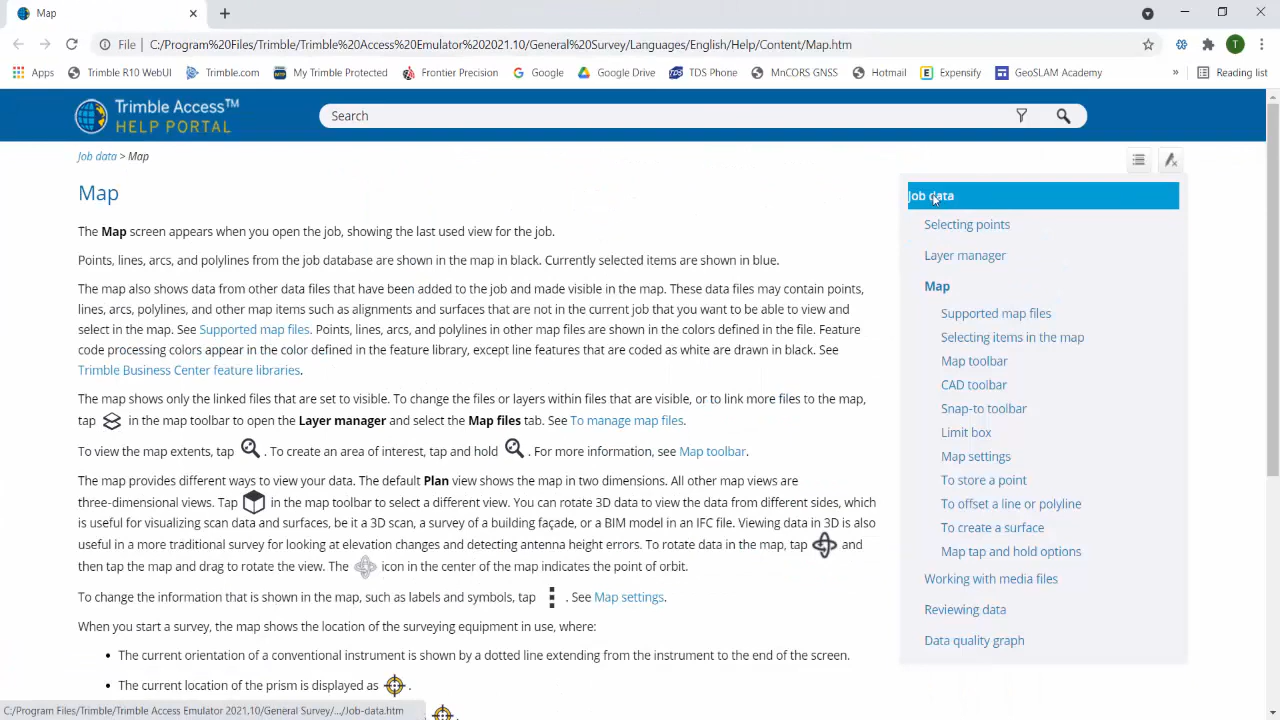 Map
File C:/Program%20Files/Trimble/Trimble%20Access%20Emulator%202021.10/General%20Survey/Languages/English/Help/Content/Map.htm
T
Apps Trimble R10 WebUI Trimble.com My Trimble Protected Frontier Precision Google Google Drive TDS Phone MnCORS GNSS Hotmail Expensify GeoSLAM Academy » Reading list
Trimble Access™
HELP PORTAL
Search
Job data > Map
Map
The Map screen appears when you open the job, showing the last used view for the job.
Points, lines, arcs, and polylines from the job database are shown in the map in black. Currently selected items are shown in blue.
The map also shows data from other data files that have been added to the job and made visible in the map. These data files may contain points,
lines, arcs, polylines, and other map items such as alignments and surfaces that are not in the current job that you want to be able to view and
select in the map. See Supported map files. Points, lines, arcs, and polylines in other map files are shown in the colors defined in the file. Feature
code processing colors appear in the color defined in the feature library, except line features that are coded as white are drawn in black. See
Trimble Business Center feature libraries.
The map shows only the linked files that are set to visible. To change the files or layers within files that are visible, or to link more files to the map,
tap in the map toolbar to open the Layer manager and select the Map files tab. See To manage map files.
To view the map extents, tap . To create an area of interest, tap and hold . For more information, see Map toolbar.
The map provides different ways to view your data. The default Plan view shows the map in two dimensions. All other map views are
three-dimensional views. Tap in the map toolbar to select a different view. You can rotate 3D data to view the data from different sides, which
is useful for visualizing scan data and surfaces, be it a 3D scan, a survey of a building façade, or a BIM model in an IFC file. Viewing data in 3D is also
useful in a more traditional survey for looking at elevation changes and detecting antenna height errors. To rotate data in the map, tap and
then tap the map and drag to rotate the view. The icon in the center of the map indicates the point of orbit.
To change the information that is shown in the map, such as labels and symbols, tap . See Map settings.
When you start a survey, the map shows the location of the surveying equipment in use, where:
• The current orientation of a conventional instrument is shown by a dotted line extending from the instrument to the end of the screen.
• The current location of the prism is displayed as .
Job data
Selecting points
Layer manager
Map
Supported map files
Selecting items in the map
Map toolbar
CAD toolbar
Snap-to toolbar
Limit box
Map settings
To store a point
To offset a line or polyline
To create a surface
Map tap and hold options
Working with media files
Reviewing data
Data quality graph
C:/Program Files/Trimble/Trimble Access Emulator 2021.10/General Survey/.../Job-data.htm